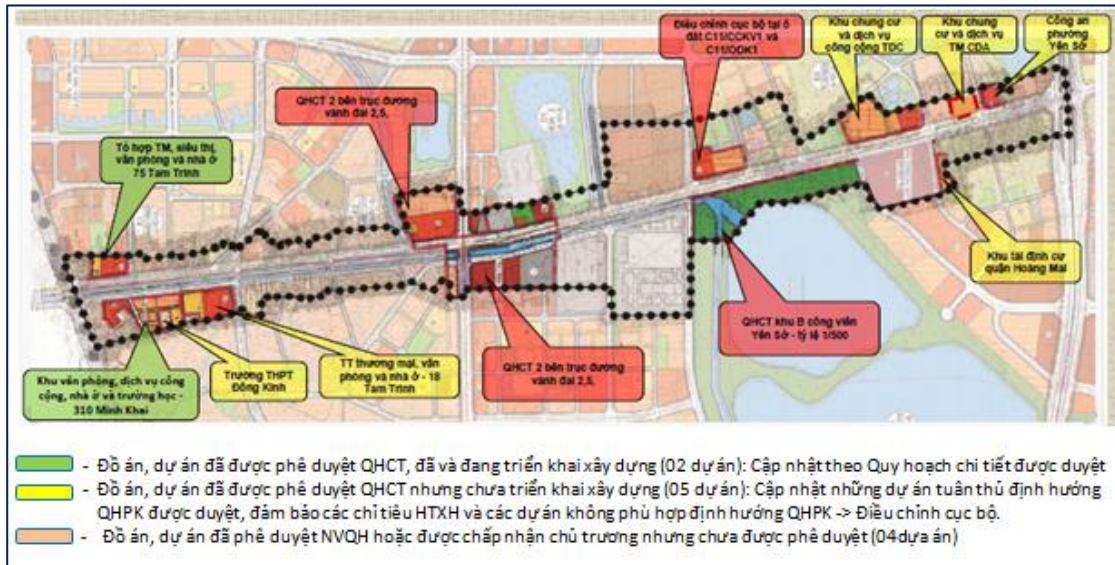 Điều chỉnh cục bộ tại ô
đất C11/CCKV1 và
C11/ODK1
Khu chung cư
và dịch vụ
công cộng TDC
Khu chung
cư và dịch vụ
TM CDA
Công an
phường
Yên Sở
QHCT 2 bên trục đường
vành đai 2,5,
Tổ hợp TM, siêu thị,
văn phòng và nhà ở
75 Tam Trinh
Khu tái định cư
quận Hoàng Mai
QHCT khu B công viên
Yên Sở - tỷ lệ 1/500
QHCT 2 bên trục đường
vành đai 2,5,
TT thương mại, văn
phòng và nhà ở - 18
Tam Trinh
Trường THPT
Đông Kinh
Khu văn phòng, dịch vụ công
cộng, nhà ở và trường học -
310 Minh Khai
- Đồ án, dự án đã được phê duyệt QHCT, đã và đang triển khai xây dựng (02 dự án): Cập nhật theo Quy hoạch chi tiết được duyệt
- Đồ án, dự án đã được phê duyệt QHCT nhưng chưa triển khai xây dựng (05 dự án): Cập nhật những dự án tuân thủ định hướng
QHPK được duyệt, đảm bảo các chỉ tiêu HTXH và các dự án không phù hợp định hướng QHPK -> Điều chỉnh cục bộ.
- Đồ án, dự án đã phê duyệt NVQH hoặc được chấp nhận chủ trương nhưng chưa được phê duyệt (04 dựa án)